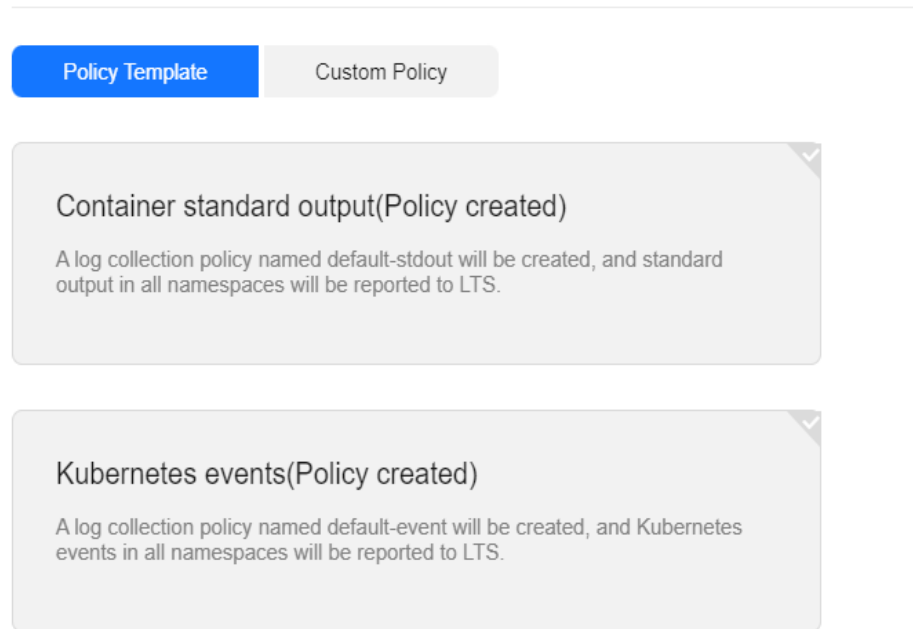 Policy Template
Custom Policy
Container standard output(Policy created)
A log collection policy named default-stdout will be created, and standard
output in all namespaces will be reported to LTS.
Kubernetes events(Policy created)
A log collection policy named default-event will be created, and Kubernetes
events in all namespaces will be reported to LTS.